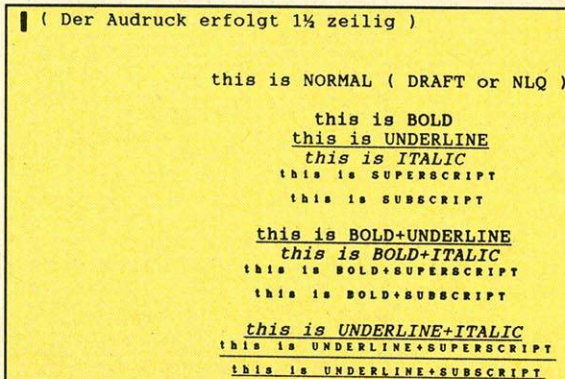 ( Der Audruck erfolgt 1½ zeilig )
this is NORMAL ( DRAFT or NLQ )
this is BOLD
this is UNDERLINE
this is ITALIC
this is SUPERSCRIPT
this is SUBSCRIPT
this is BOLD+UNDERLINE
this is BOLD+ITALIC
this is BOLD+SUPERSCRIPT
this is BOLD+SUBSCRIPT
this is UNDERLINE+ITALIC
this is UNDERLINE+SUPERSCRIPT
this is UNDERLINE+SUBSCRIPT